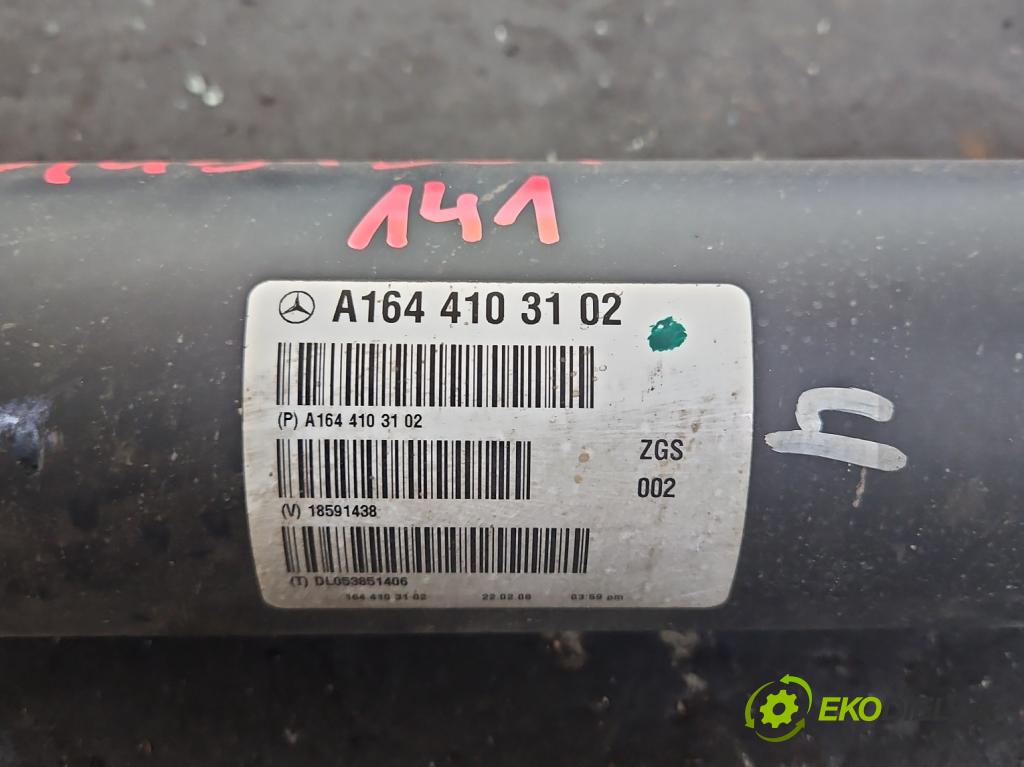 141
A164 410 31 02
(P) A164 410 31 02
ZGS
002
(V) 18591438
(T) DL053851406
164 410 31 02 22.02.08 03:59 pm
EKO